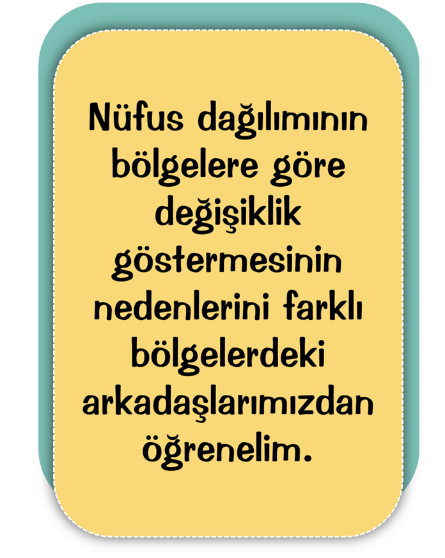 Nüfus dağılımının
bölgelere göre
değişiklik
göstermesinin
nedenlerini farklı
bölgelerdeki
arkadaşlarımızdan
öğrenelim.